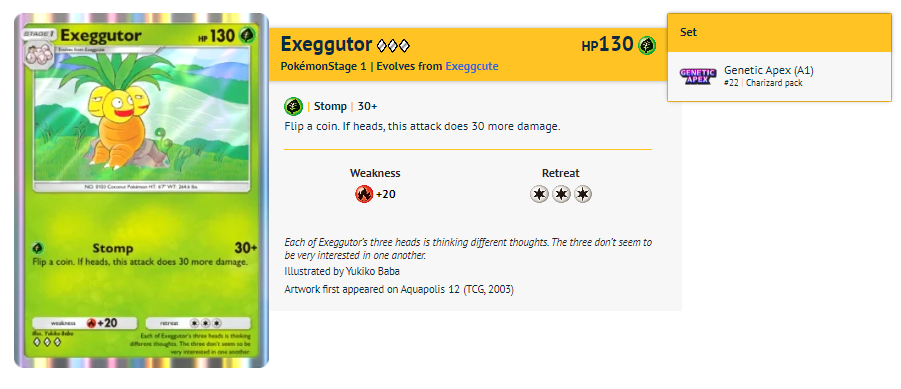 STAGE 1
Exeggutor
HP 130
Evolves from Exeggcute
NO. 0103 Coconut Pokémon HT: 6'7" WT: 264.6 lbs.
Stomp 30+
Flip a coin. If heads, this attack does 30 more damage.
weakness +20 retreat
Illus. Yukiko Baba
Each of Exeggutor's three heads is thinking
different thoughts. The three don't seem to be
very interested in one another.
Exeggutor
HP130
PokémonStage 1 | Evolves from Exeggcute
| Stomp | 30+
Flip a coin. If heads, this attack does 30 more damage.
Weakness Retreat
+20
Each of Exeggutor's three heads is thinking different thoughts. The three don't seem to
be very interested in one another.
Illustrated by Yukiko Baba
Artwork first appeared on Aquapolis 12 (TCG, 2003)
Set
GENETIC
APEX
Genetic Apex (A1)
#22 | Charizard pack